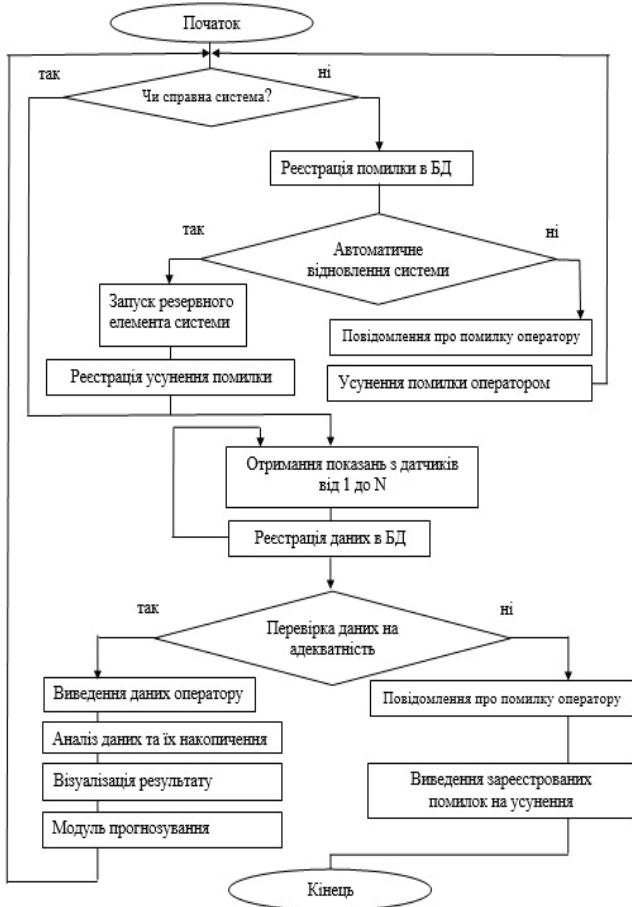 Початок
так
ні
Чи справна система?
Реєстрація помилки в БД
так
ні
Автоматичне
відновлення системи
Запуск резервного
елемента системи
Повідомлення про помилку оператору
Реєстрація усунення помилки
Усунення помилки оператором
Отримання показань з датчиків
від 1 до N
Реєстрація даних в БД
так
ні
Перевірка даних на
адекватність
Виведення даних оператору
Повідомлення про помилку оператору
Аналіз даних та їх накопичення
Візуалізація результату
Виведення зареєстрованих
помилок на усунення
Модуль прогнозування
Кінець